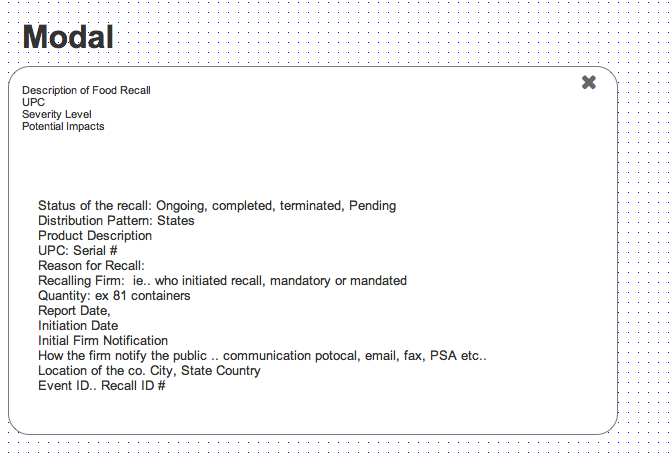 Modal
Description of Food Recall
UPC
Severity Level
Potential Impacts
Status of the recall: Ongoing, completed, terminated, Pending
Distribution Pattern: States
Product Description
UPC: Serial #
Reason for Recall:
Recalling Firm:  ie.. who initiated recall, mandatory or mandated
Quantity: ex 81 containers
Report Date,
Initiation Date
Initial Firm Notification
How the firm notify the public .. communication potocal, email, fax, PSA etc..
Location of the co. City, State Country
Event ID.. Recall ID #